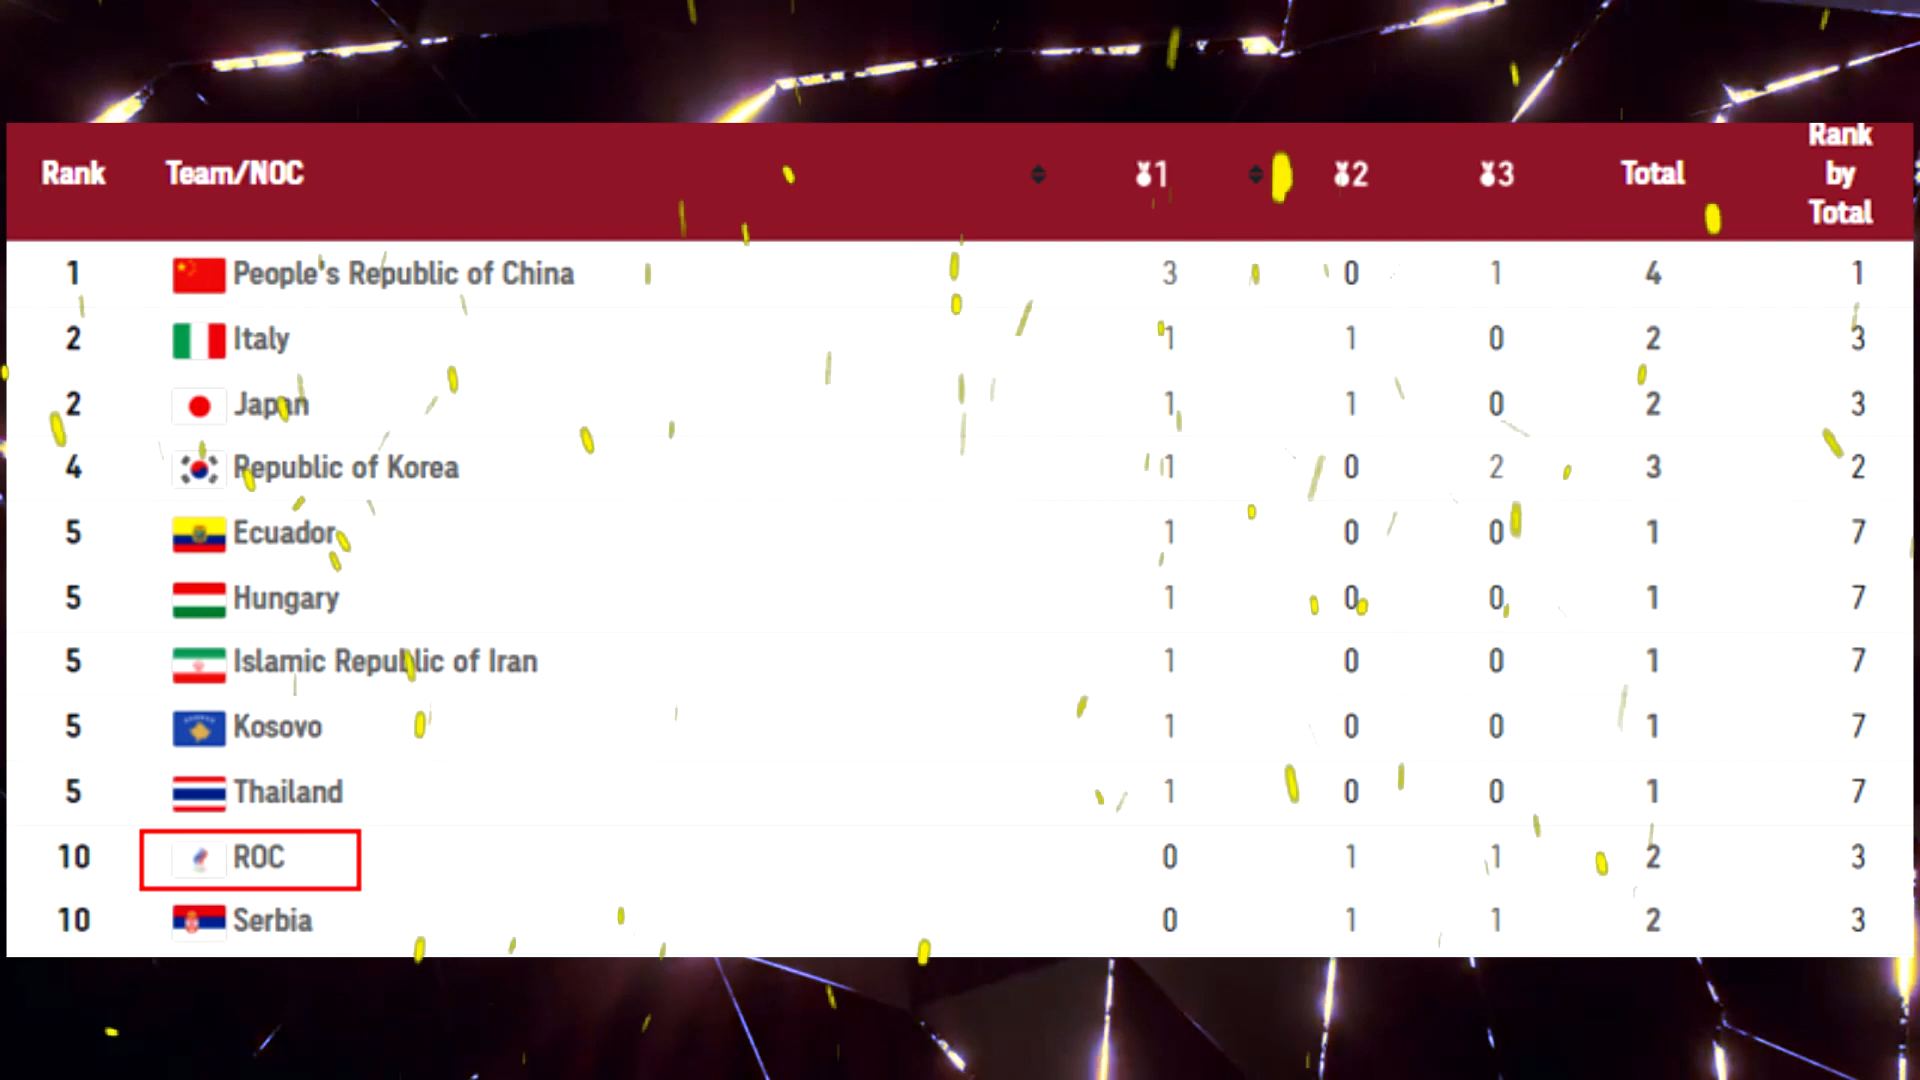 Rank Team/NOC 1 2 3 Total Rank by Total
1 People's Republic of China 3 0 1 4 1
2 Italy 1 1 0 2 3
2 Japan 1 1 0 2 3
4 Republic of Korea 1 0 2 3 2
5 Ecuador 1 0 0 1 7
5 Hungary 1 0 0 1 7
5 Islamic Republic of Iran 1 0 0 1 7
5 Kosovo 1 0 0 1 7
5 Thailand 1 0 0 1 7
10 ROC 0 1 1 2 3
10 Serbia 0 1 1 2 3